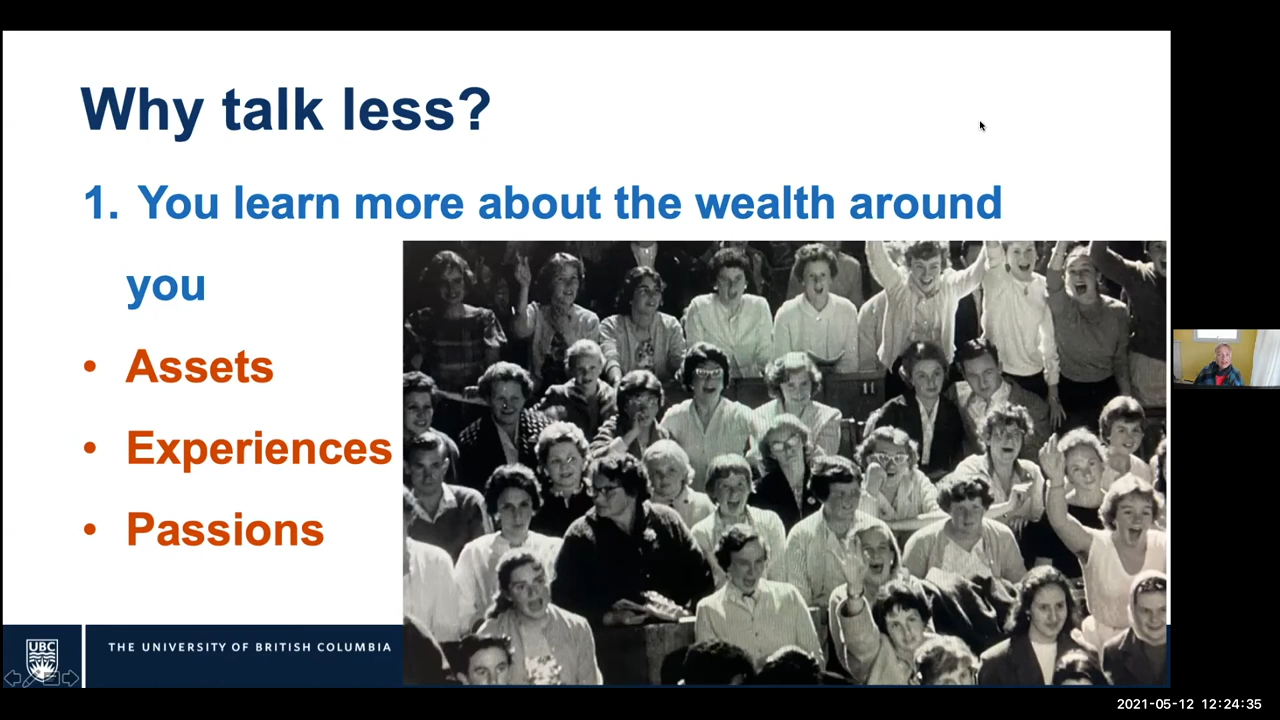 Why talk less?
1. You learn more about the wealth around
you
• Assets
• Experiences
• Passions
11
UBC
THE UNIVERSITY OF BRITISH COLUMBIA
2021-05-12 12:24:35